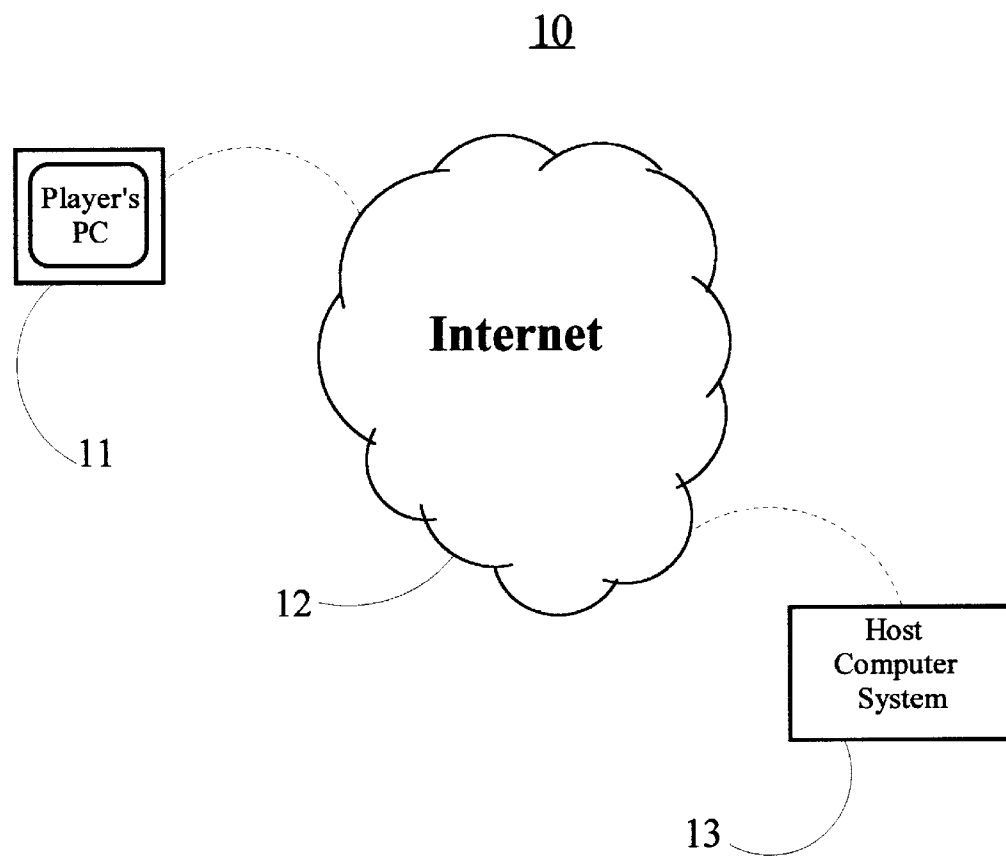 10
Player's
PC
Internet
11
12
Host
Computer
System
13